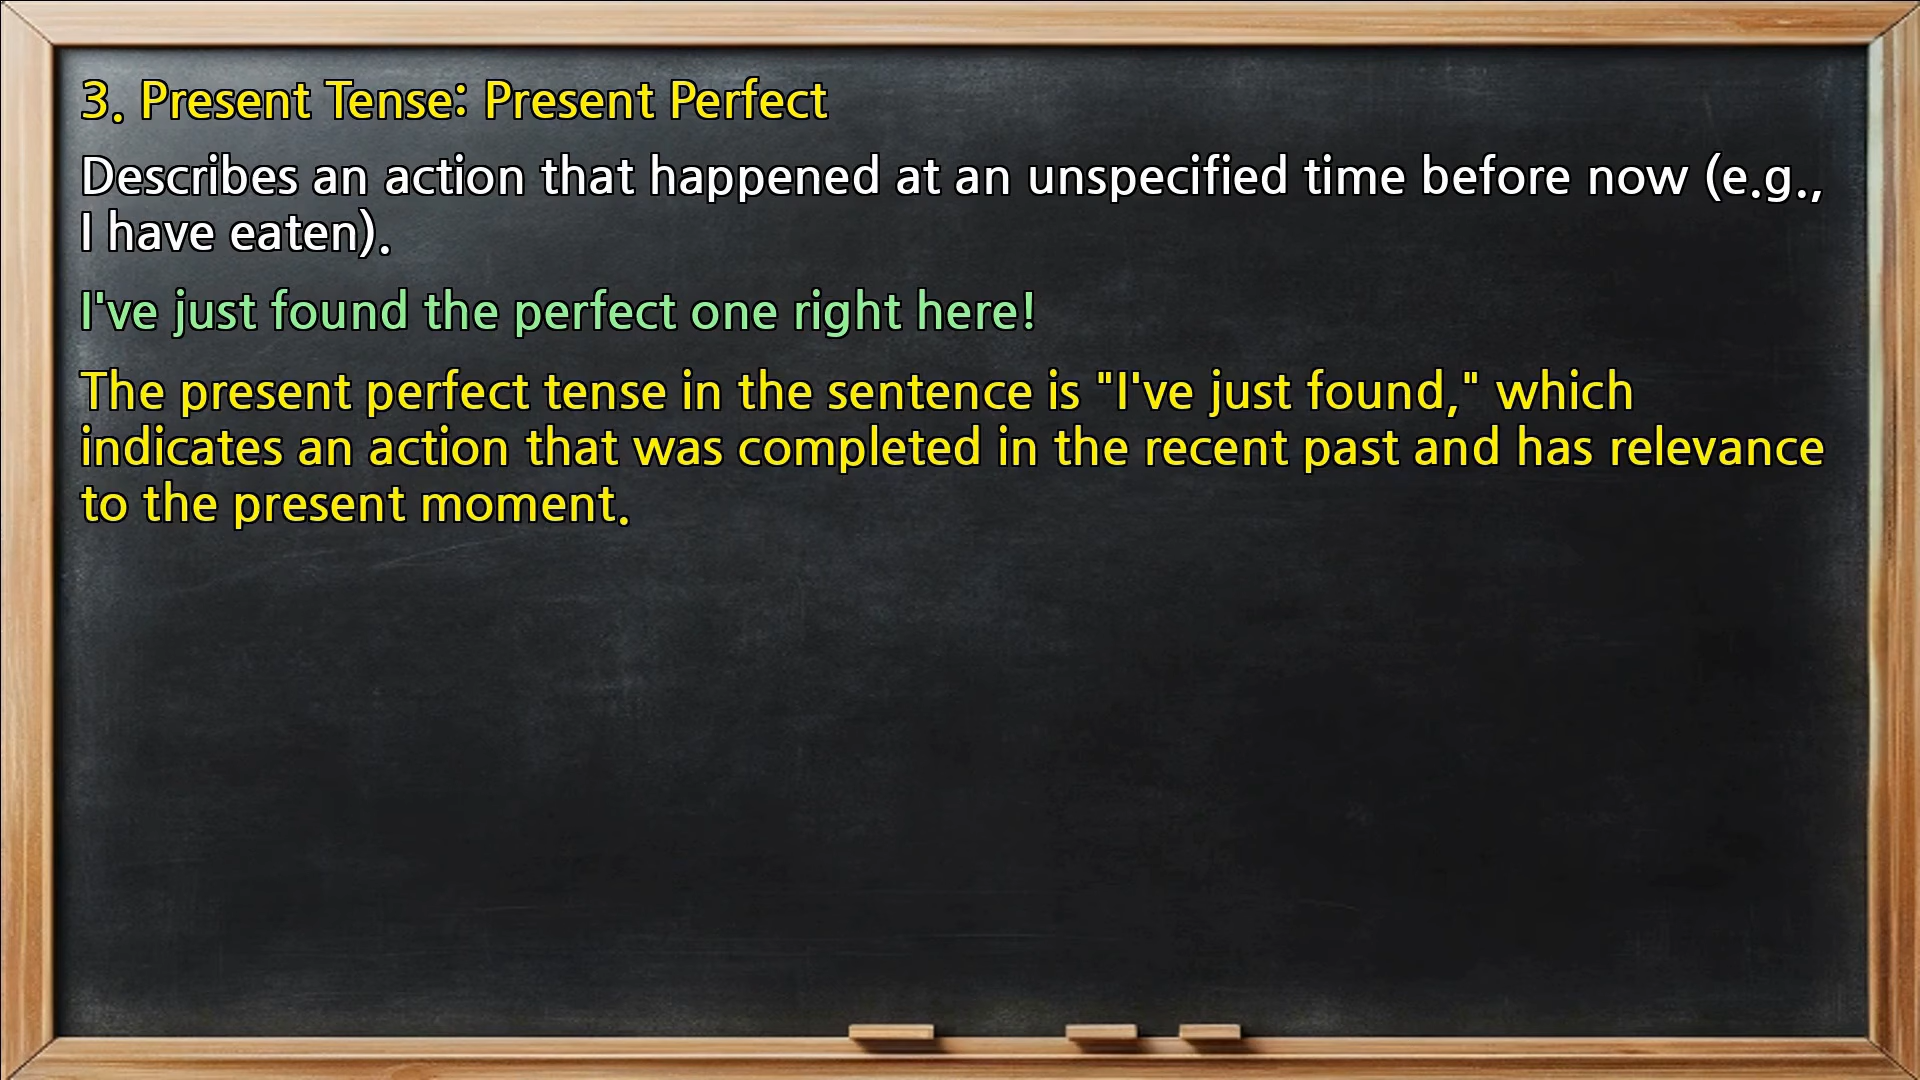 3. Present Tense: Present Perfect
Describes an action that happened at an unspecified time before now (e.g.,
I have eaten).
I've just found the perfect one right here!
The present perfect tense in the sentence is "I've just found," which
indicates an action that was completed in the recent past and has relevance
to the present moment.